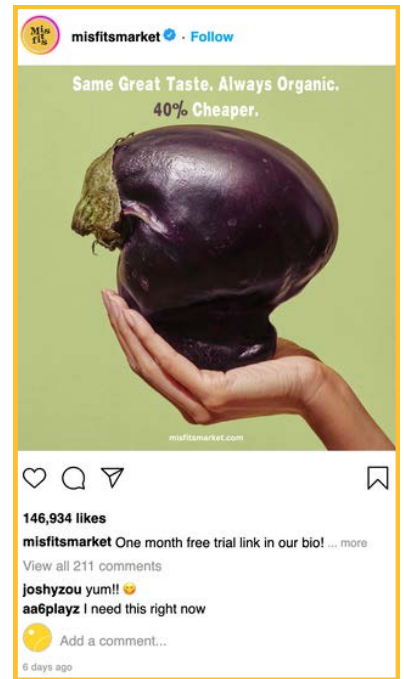 Mis
fits
misfitsmarket · Follow
Same Great Taste. Always Organic.
40% Cheaper.
misfitsmarket.com
146,934 likes
misfitsmarket One month free trial link in our bio! ... more
View all 211 comments
joshyzou yum!! 😋
aa6playz I need this right now
Add a comment...
6 days ago